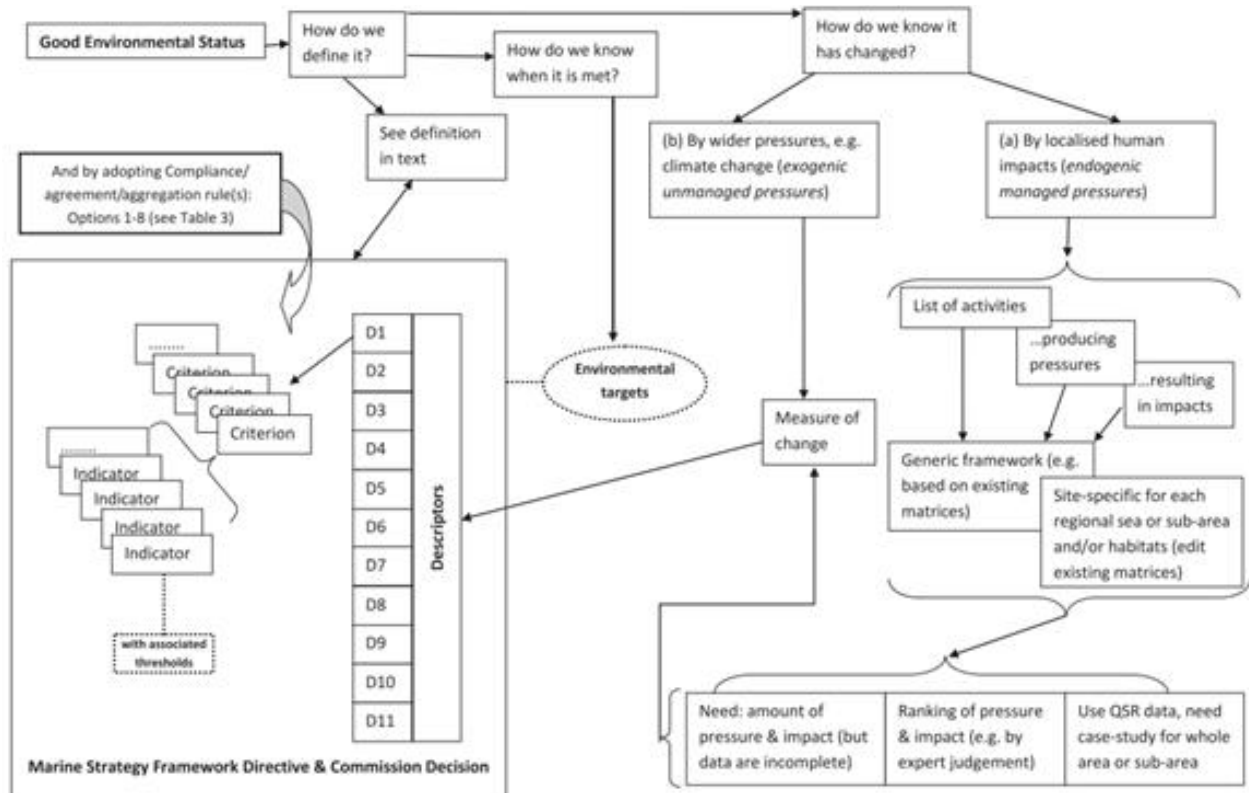 Good Environmental Status
How do we
define it?
How do we know
when it is met?
How do we know it
has changed?
See definition
in text
(b) By wider pressures, e.g.
climate change (exogenic
unmanaged pressures)
(a) By localised human
impacts (endogenic
managed pressures)
And by adopting Compliance/
agreement/aggregation rule(s):
Options 1-8 (see Table 3)
List of activities
...producing
pressures
...resulting
in impacts
Generic framework (e.g.
based on existing
matrices)
Site-specific for each
regional sea or sub-area
and/or habitats (edit
existing matrices)
Environmental
targets
Measure of
change
........
Criterion
Criterion
Criterion
Criterion
........
Indicator
Indicator
Indicator
Indicator
with associated
thresholds
D1
D2
D3
D4
D5
D6
D7
D8
D9
D10
D11
Descriptors
Marine Strategy Framework Directive & Commission Decision
Need: amount of
pressure & impact (but
data are incomplete)
Ranking of pressure
& impact (e.g. by
expert judgement)
Use QSR data, need
case-study for whole
area or sub-area